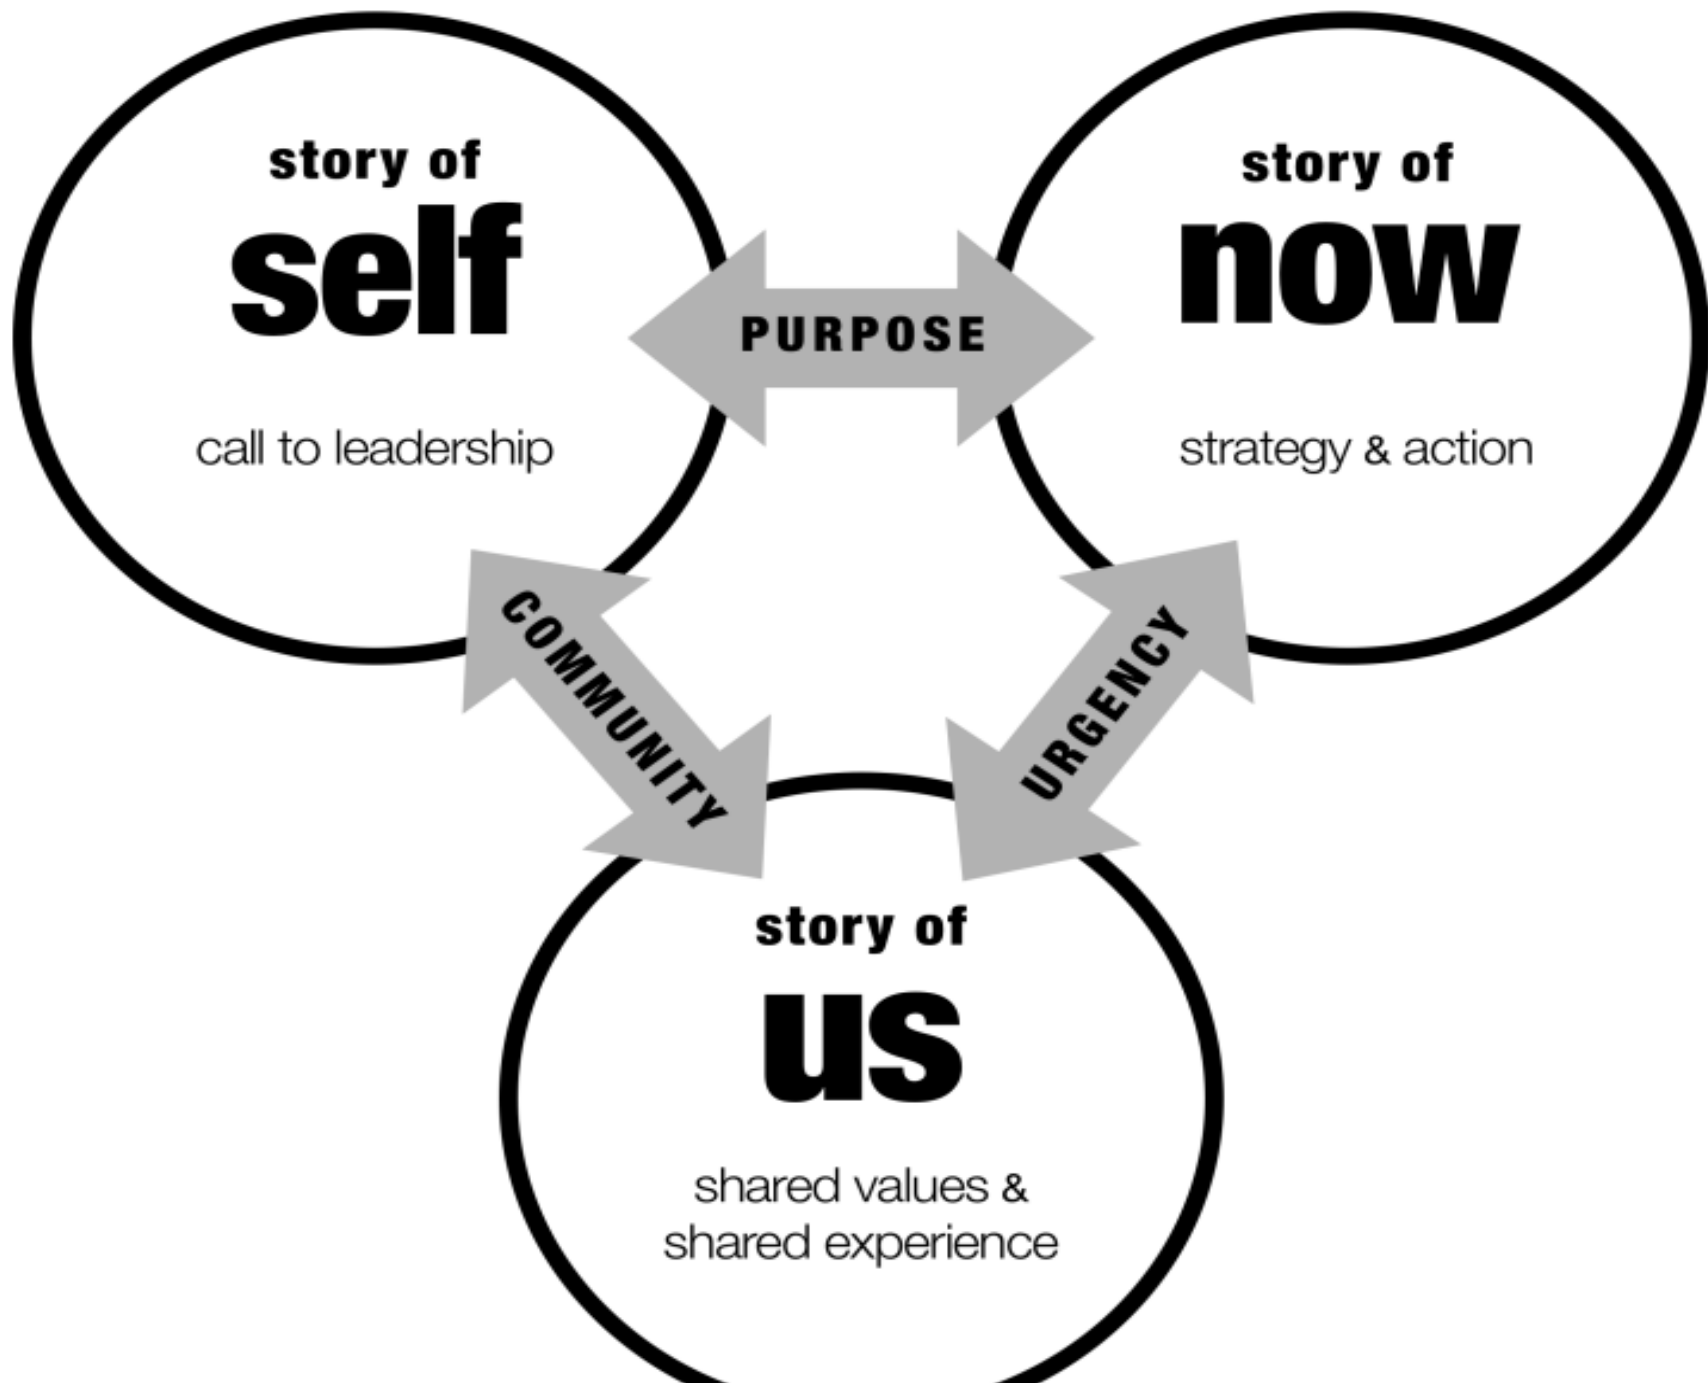 story of
self
call to leadership
PURPOSE
story of
now
strategy & action
COMMUNITY
URGENCY
story of
us
shared values &
shared experience